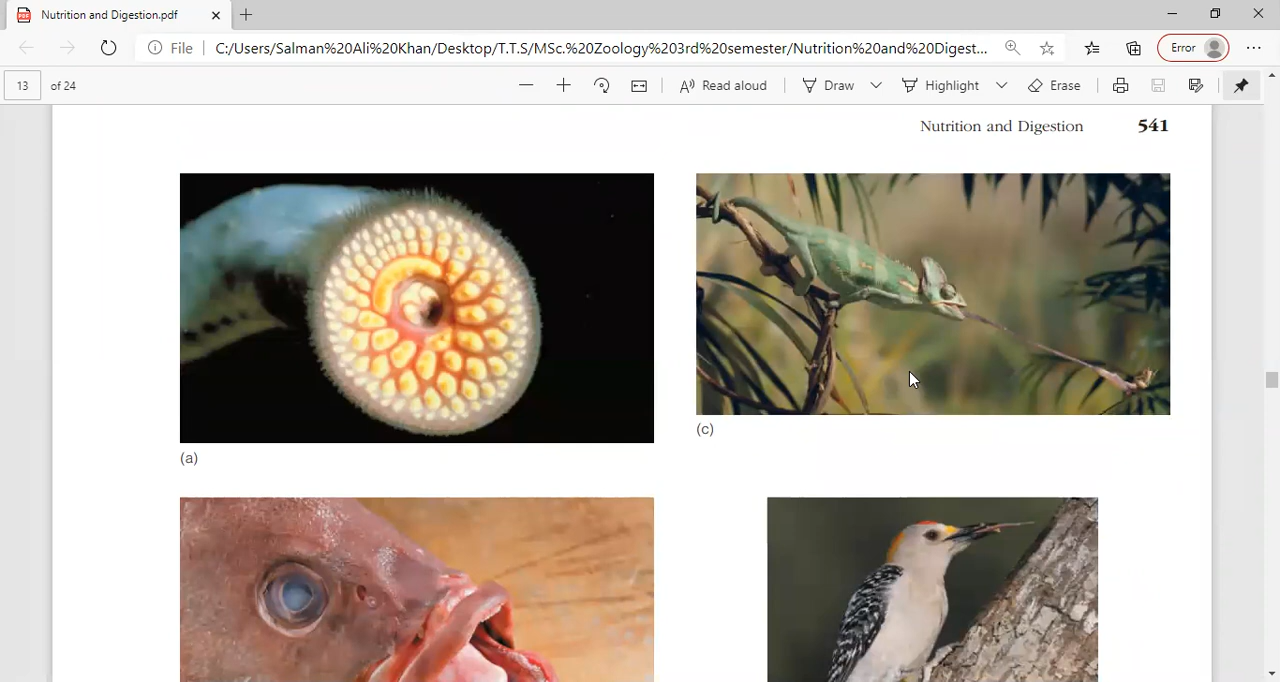 Nutrition and Digestion.pdf
File C:/Users/Salman%20Ali%20Khan/Desktop/T.T.S/MSc.%20Zoology%203rd%20semester/Nutrition%20and%20Digest... Error
13 of 24 Read aloud Draw Highlight Erase
Nutrition and Digestion 541
(a)
(c)